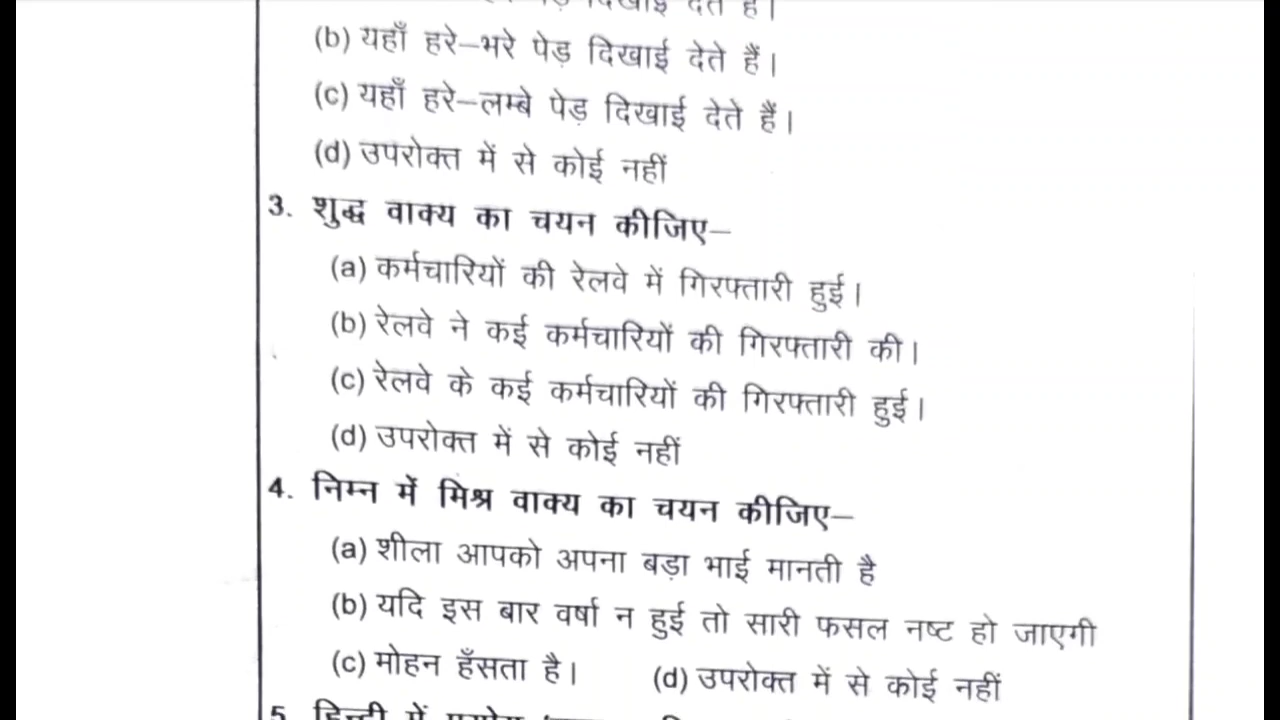 दिखाई देते हैं।
(b) यहाँ हरे–भरे पेड़ दिखाई देते हैं।
(c) यहाँ हरे–लम्बे पेड़ दिखाई देते हैं।
(d) उपरोक्त में से कोई नहीं
3. शुद्ध वाक्य का चयन कीजिए–
(a) कर्मचारियों की रेलवे में गिरफ्तारी हुई।
(b) रेलवे ने कई कर्मचारियों की गिरफ्तारी की।
(c) रेलवे के कई कर्मचारियों की गिरफ्तारी हुई।
(d) उपरोक्त में से कोई नहीं
4. निम्न में मिश्र वाक्य का चयन कीजिए–
(a) शीला आपको अपना बड़ा भाई मानती है
(b) यदि इस बार वर्षा न हुई तो सारी फसल नष्ट हो जाएगी
(c) मोहन हँसता है। (d) उपरोक्त में से कोई नहीं
5. हिन्दी में